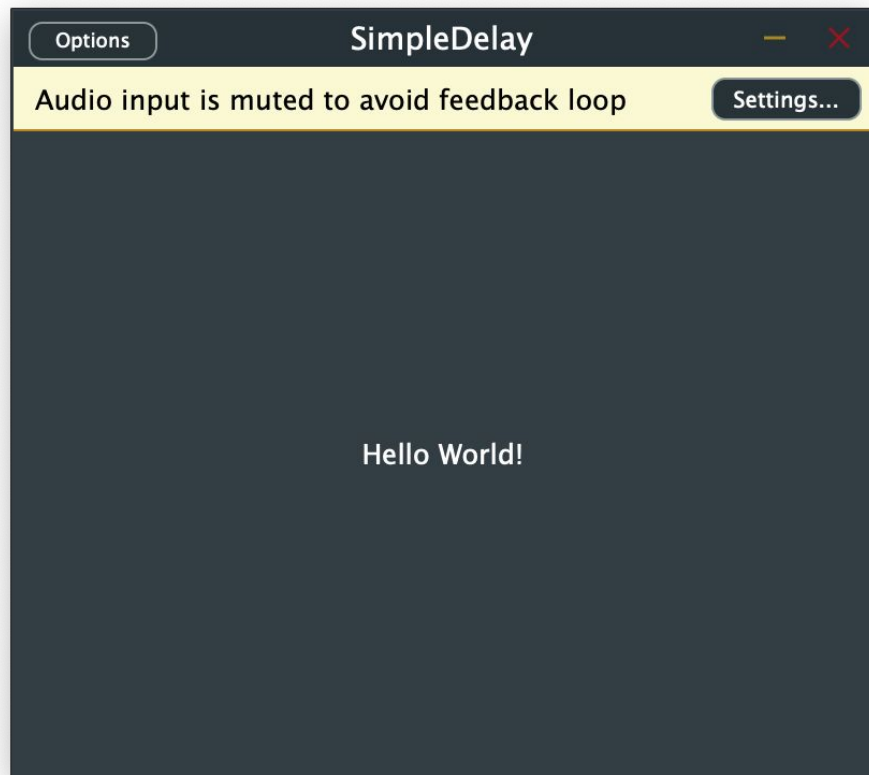 Options
SimpleDelay
Audio input is muted to avoid feedback loop
Settings...
Hello World!